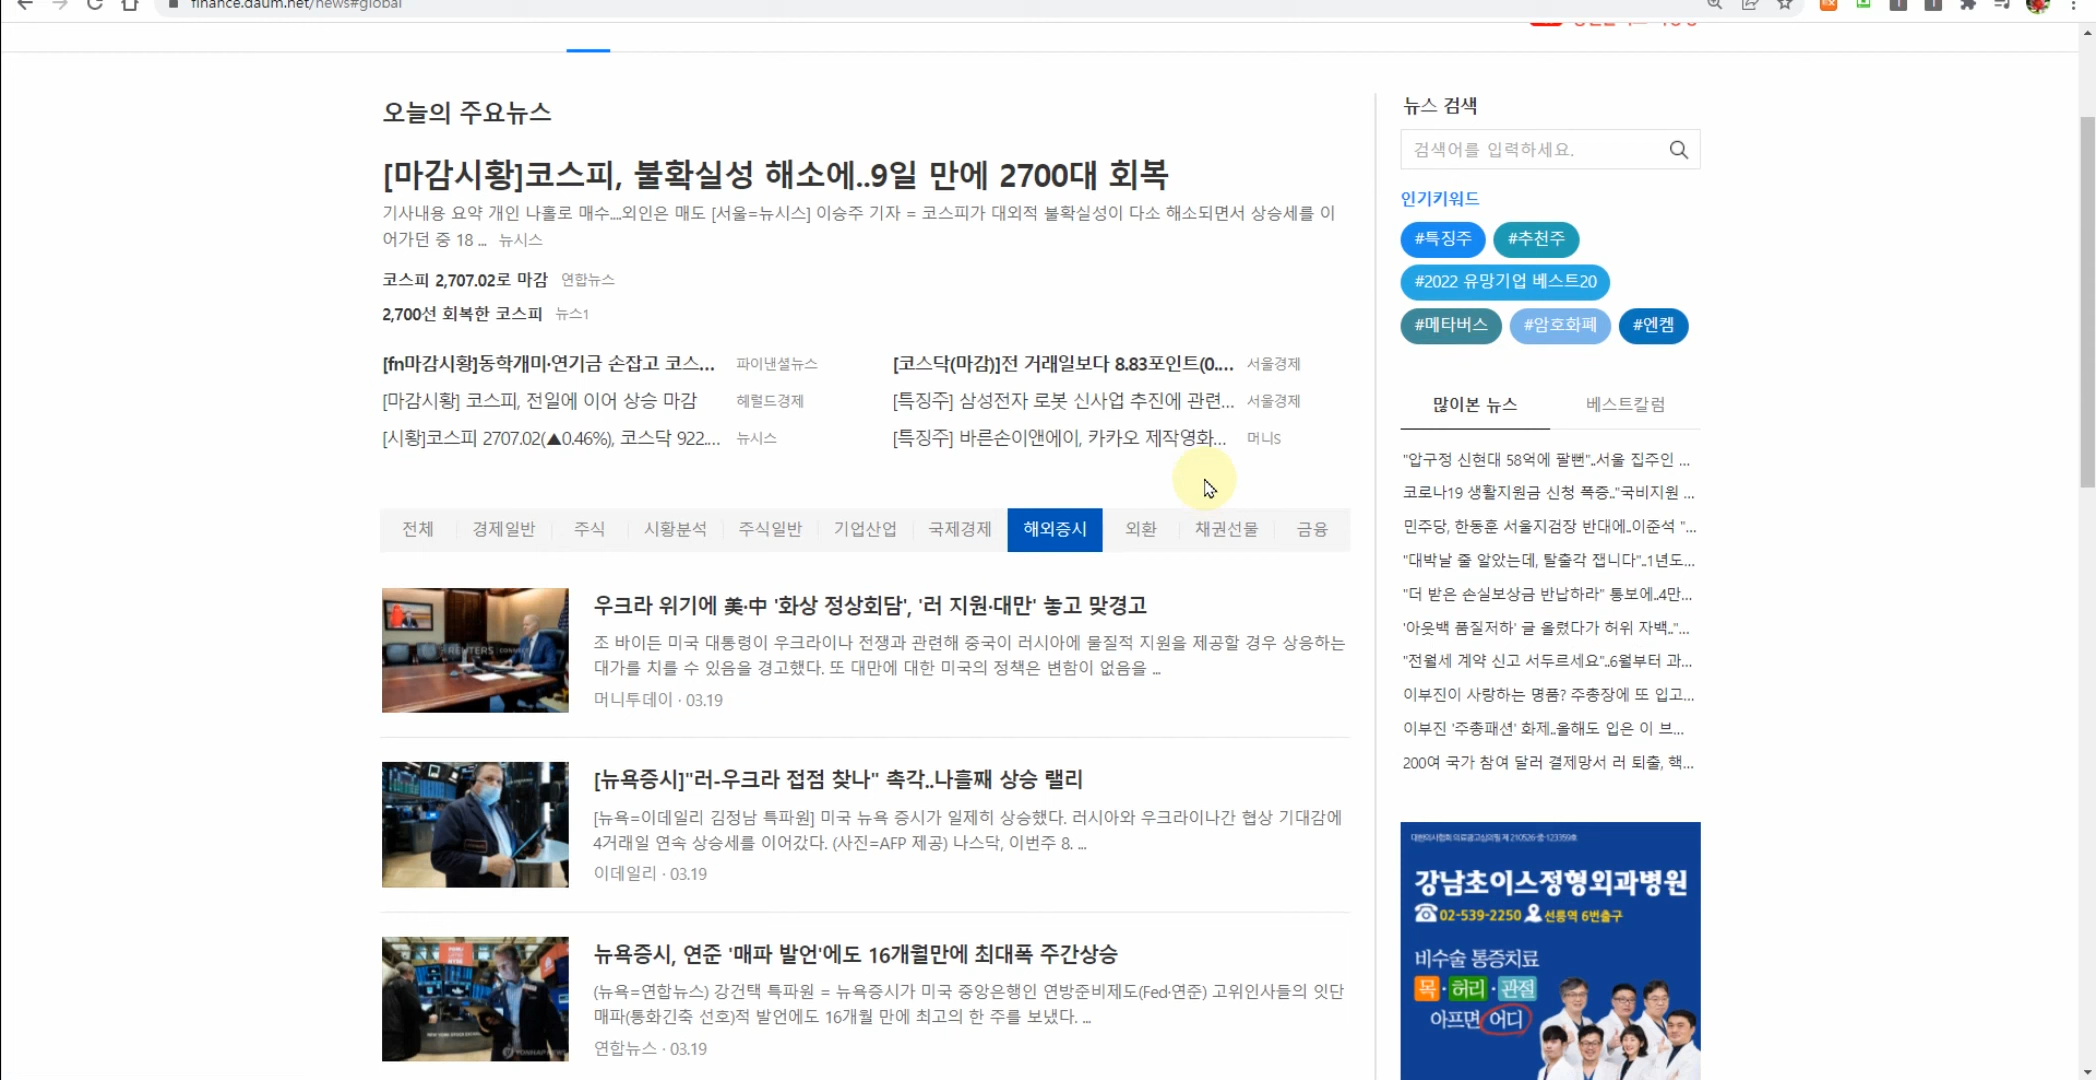 finance.daum.net/news#global
오늘의 주요뉴스
[마감시황]코스피, 불확실성 해소에..9일 만에 2700대 회복
기사내용 요약 개인 나홀로 매수...외인은 매도 [서울=뉴시스] 이승주 기자 = 코스피가 대외적 불확실성이 다소 해소되면서 상승세를 이
어가던 중 18 ... 뉴시스
코스피 2,707.02로 마감 연합뉴스
2,700선 회복한 코스피 뉴스1
[fn마감시황]동학개미·연기금 손잡고 코스... 파이낸셜뉴스
[코스닥(마감)]전 거래일보다 8.83포인트(0.... 서울경제
[마감시황] 코스피, 전일에 이어 상승 마감 헤럴드경제
[특징주] 삼성전자 로봇 신사업 추진에 관련... 서울경제
[시황]코스피 2707.02(▲0.46%), 코스닥 922.... 뉴시스
[특징주] 바른손이앤에이, 카카오 제작영화... 머니S
전체 경제일반 주식 시황분석 주식일반 기업산업 국제경제 해외증시 외환 채권선물 금융
우크라 위기에 美·中 '화상 정상회담', '러 지원·대만' 놓고 맞경고
조 바이든 미국 대통령이 우크라이나 전쟁과 관련해 중국이 러시아에 물질적 지원을 제공할 경우 상응하는
대가를 치를 수 있음을 경고했다. 또 대만에 대한 미국의 정책은 변함이 없음을 ...
머니투데이 · 03.19
REUTERS CONNECT
[뉴욕증시]"러-우크라 접점 찾나" 촉각..나흘째 상승 랠리
[뉴욕=이데일리 김정남 특파원] 미국 뉴욕 증시가 일제히 상승했다. 러시아와 우크라이나간 협상 기대감에
4거래일 연속 상승세를 이어갔다. (사진=AFP 제공) 나스닥, 이번주 8. ...
이데일리 · 03.19
뉴욕증시, 연준 '매파 발언'에도 16개월만에 최대폭 주간상승
(뉴욕=연합뉴스) 강건택 특파원 = 뉴욕증시가 미국 중앙은행인 연방준비제도(Fed·연준) 고위인사들의 잇단
매파(통화긴축 선호)적 발언에도 16개월 만에 최고의 한 주를 보냈다. ...
연합뉴스 · 03.19
뉴스 검색
검색어를 입력하세요.
인기키워드
#특징주 #추천주
#2022 유망기업 베스트20
#메타버스 #암호화폐 #엔켐
많이본 뉴스 베스트칼럼
"압구정 신현대 58억에 팔뻔"..서울 집주인 ...
코로나19 생활지원금 신청 폭증.."국비지원 ...
민주당, 한동훈 서울지검장 반대에..이준석 "...
"대박날 줄 알았는데, 탈출각 잽니다"..1년도...
"더 받은 손실보상금 반납하라" 통보에..4만...
'아웃백 품질저하' 글 올렸다가 허위 자백.."...
"전월세 계약 신고 서두르세요"..6월부터 과...
이부진이 사랑하는 명품? 주총장에 또 입고...
이부진 '주총패션' 화제..올해도 입은 이 브...
200여 국가 참여 달러 결제망서 러 퇴출, 핵...
대한의사협회 의료광고심의필 제 210526-중-123359호
강남초이스정형외과병원
02-539-2250 선릉역 6번출구
비수술 통증치료
목·허리·관절
아프면 어디